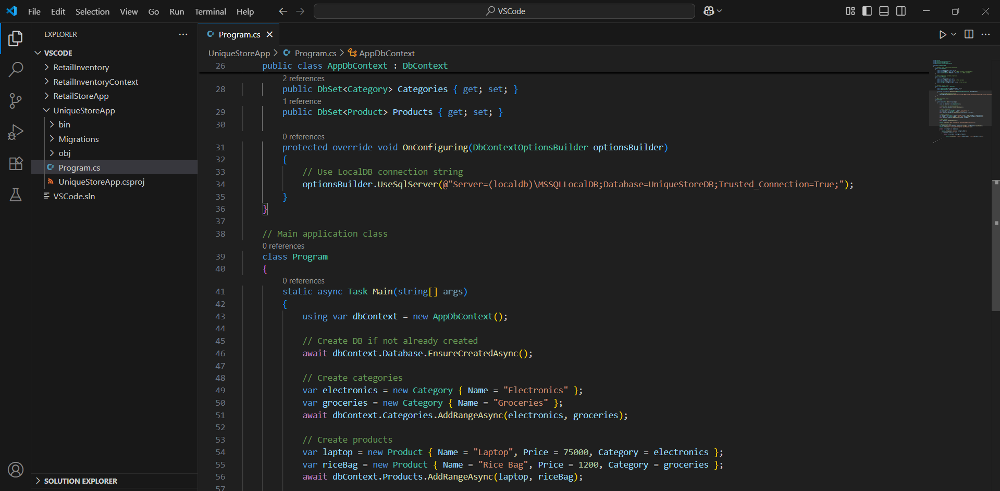 File Edit Selection View Go Run Terminal Help VSCode
EXPLORER
VSCODE
RetailInventory
RetailInventoryContext
RetailStoreApp
UniqueStoreApp
bin
Migrations
obj
Program.cs
UniqueStoreApp.csproj
VSCode.sln
SOLUTION EXPLORER
Program.cs
UniqueStoreApp > Program.cs > AppDbContext
26 public class AppDbContext : DbContext
2 references
28 public DbSet<Category> Categories { get; set; }
1 reference
29 public DbSet<Product> Products { get; set; }
30
0 references
31 protected override void OnConfiguring(DbContextOptionsBuilder optionsBuilder)
32 {
33 // Use LocalDB connection string
34 optionsBuilder.UseSqlServer(@"Server=(localdb)\MSSQLLocalDB;Database=UniqueStoreDB;Trusted_Connection=True;");
35 }
36 }
37
38 // Main application class
0 references
39 class Program
40 {
0 references
41 static async Task Main(string[] args)
42 {
43 using var dbContext = new AppDbContext();
44
45 // Create DB if not already created
46 await dbContext.Database.EnsureCreatedAsync();
47
48 // Create categories
49 var electronics = new Category { Name = "Electronics" };
50 var groceries = new Category { Name = "Groceries" };
51 await dbContext.Categories.AddRangeAsync(electronics, groceries);
52
53 // Create products
54 var laptop = new Product { Name = "Laptop", Price = 75000, Category = electronics };
55 var riceBag = new Product { Name = "Rice Bag", Price = 1200, Category = groceries };
56 await dbContext.Products.AddRangeAsync(laptop, riceBag);
57